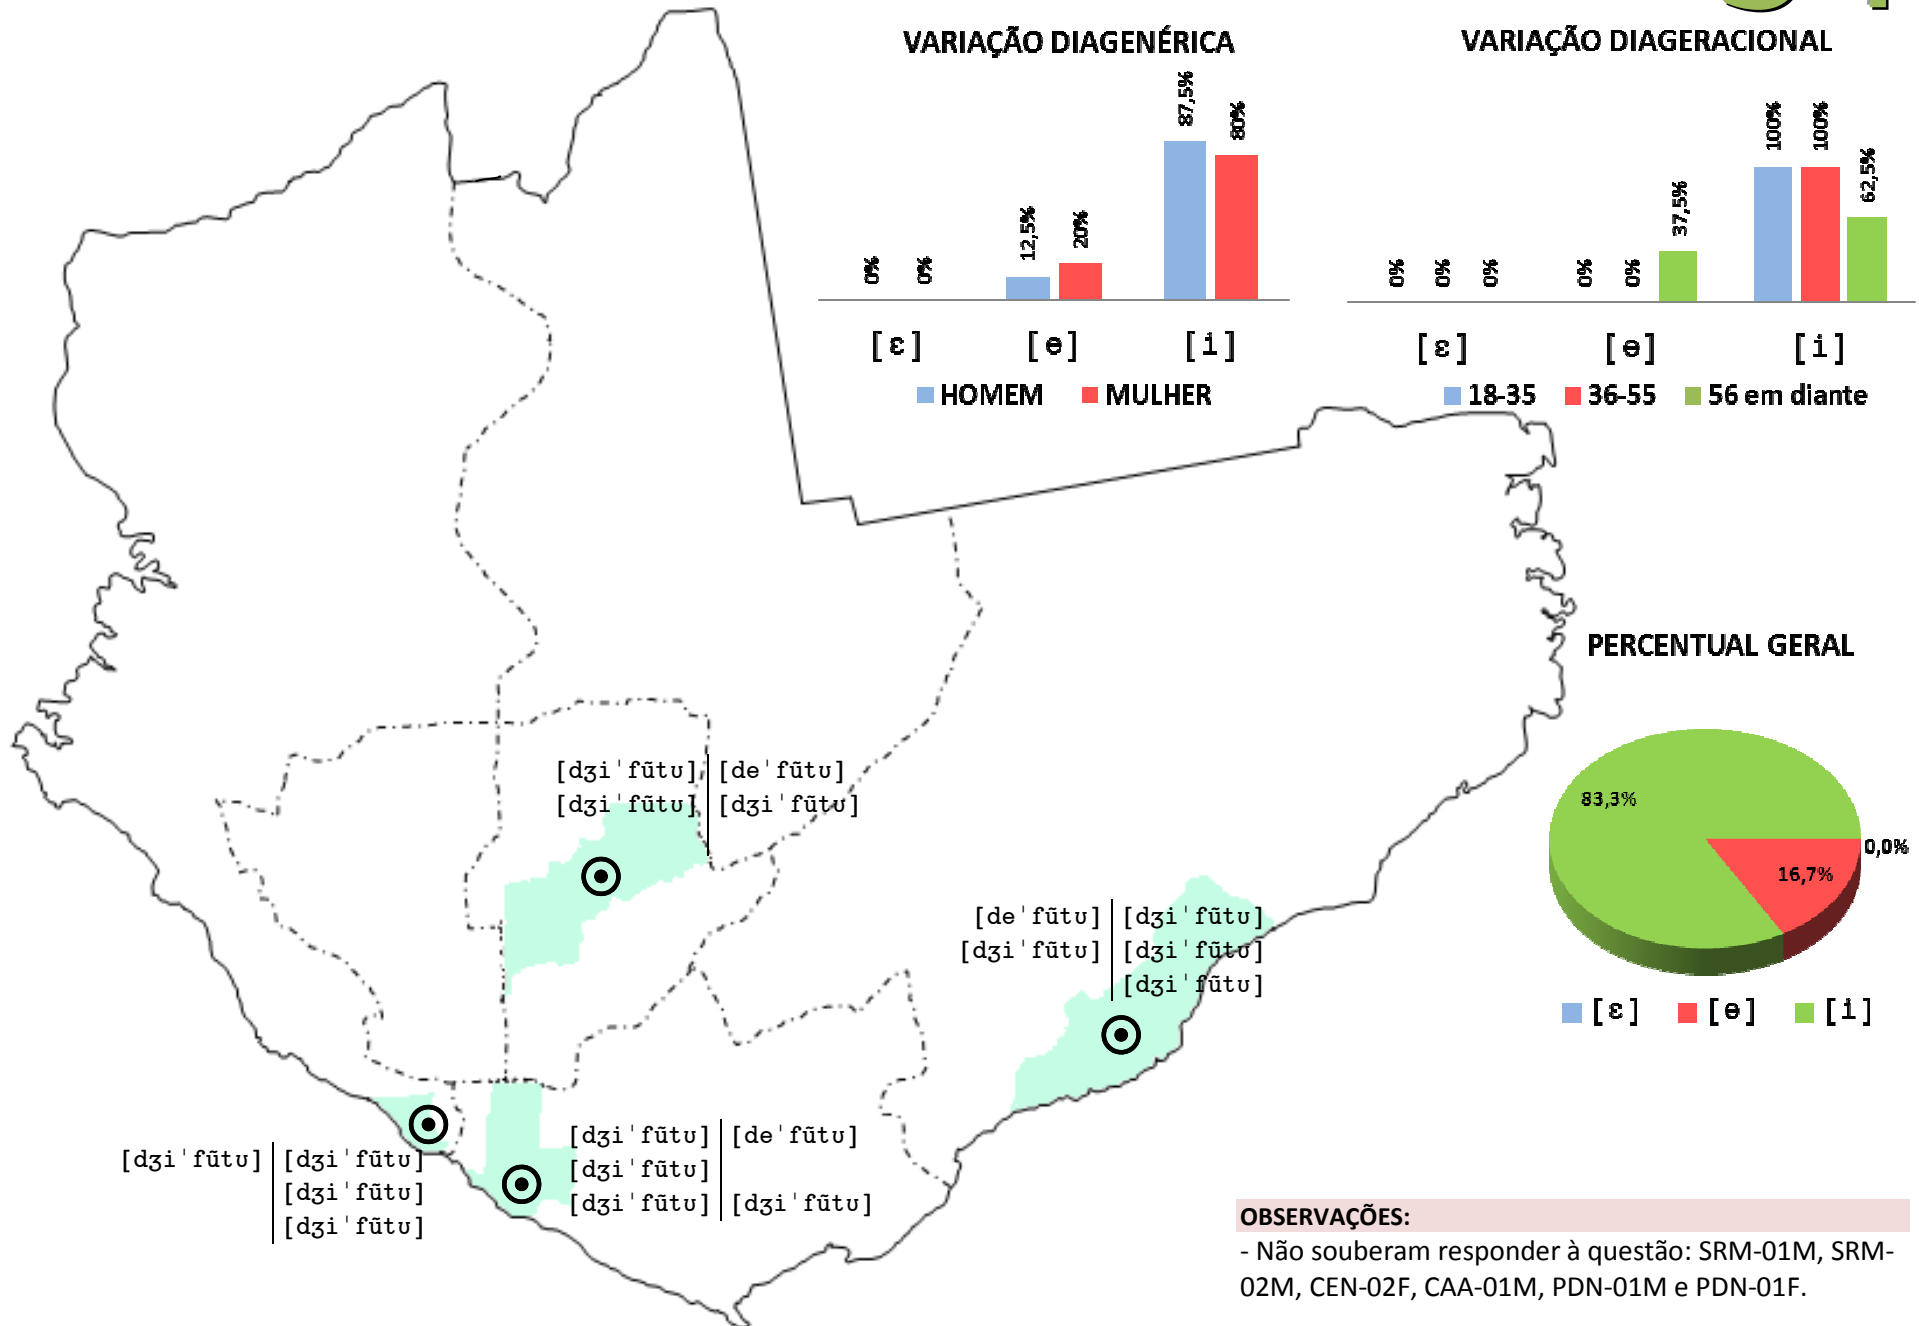 VARIAÇÃO DIAGENÉRICA
0% 0% 12,5% 20% 87,5% 80%
[ɛ] [e] [i]
HOMEM MULHER
VARIAÇÃO DIAGERACIONAL
0% 0% 0% 0% 0% 37,5% 100% 100% 62,5%
[ɛ] [e] [i]
18-35 36-55 56 em diante
PERCENTUAL GERAL
83,3%
16,7%
0,0%
[ɛ] [e] [i]
[dʒiˈfũtʊ] [deˈfũtʊ]
[dʒiˈfũtʊ] [dʒiˈfũtʊ]
[deˈfũtʊ] [dʒiˈfũtʊ]
[dʒiˈfũtʊ] [dʒiˈfũtʊ]
[dʒiˈfũtʊ]
[dʒiˈfũtʊ] [dʒiˈfũtʊ]
[dʒiˈfũtʊ]
[dʒiˈfũtʊ]
[dʒiˈfũtʊ] [deˈfũtʊ]
[dʒiˈfũtʊ]
[dʒiˈfũtʊ] [dʒiˈfũtʊ]
OBSERVAÇÕES:
- Não souberam responder à questão: SRM-01M, SRM-
02M, CEN-02F, CAA-01M, PDN-01M e PDN-01F.